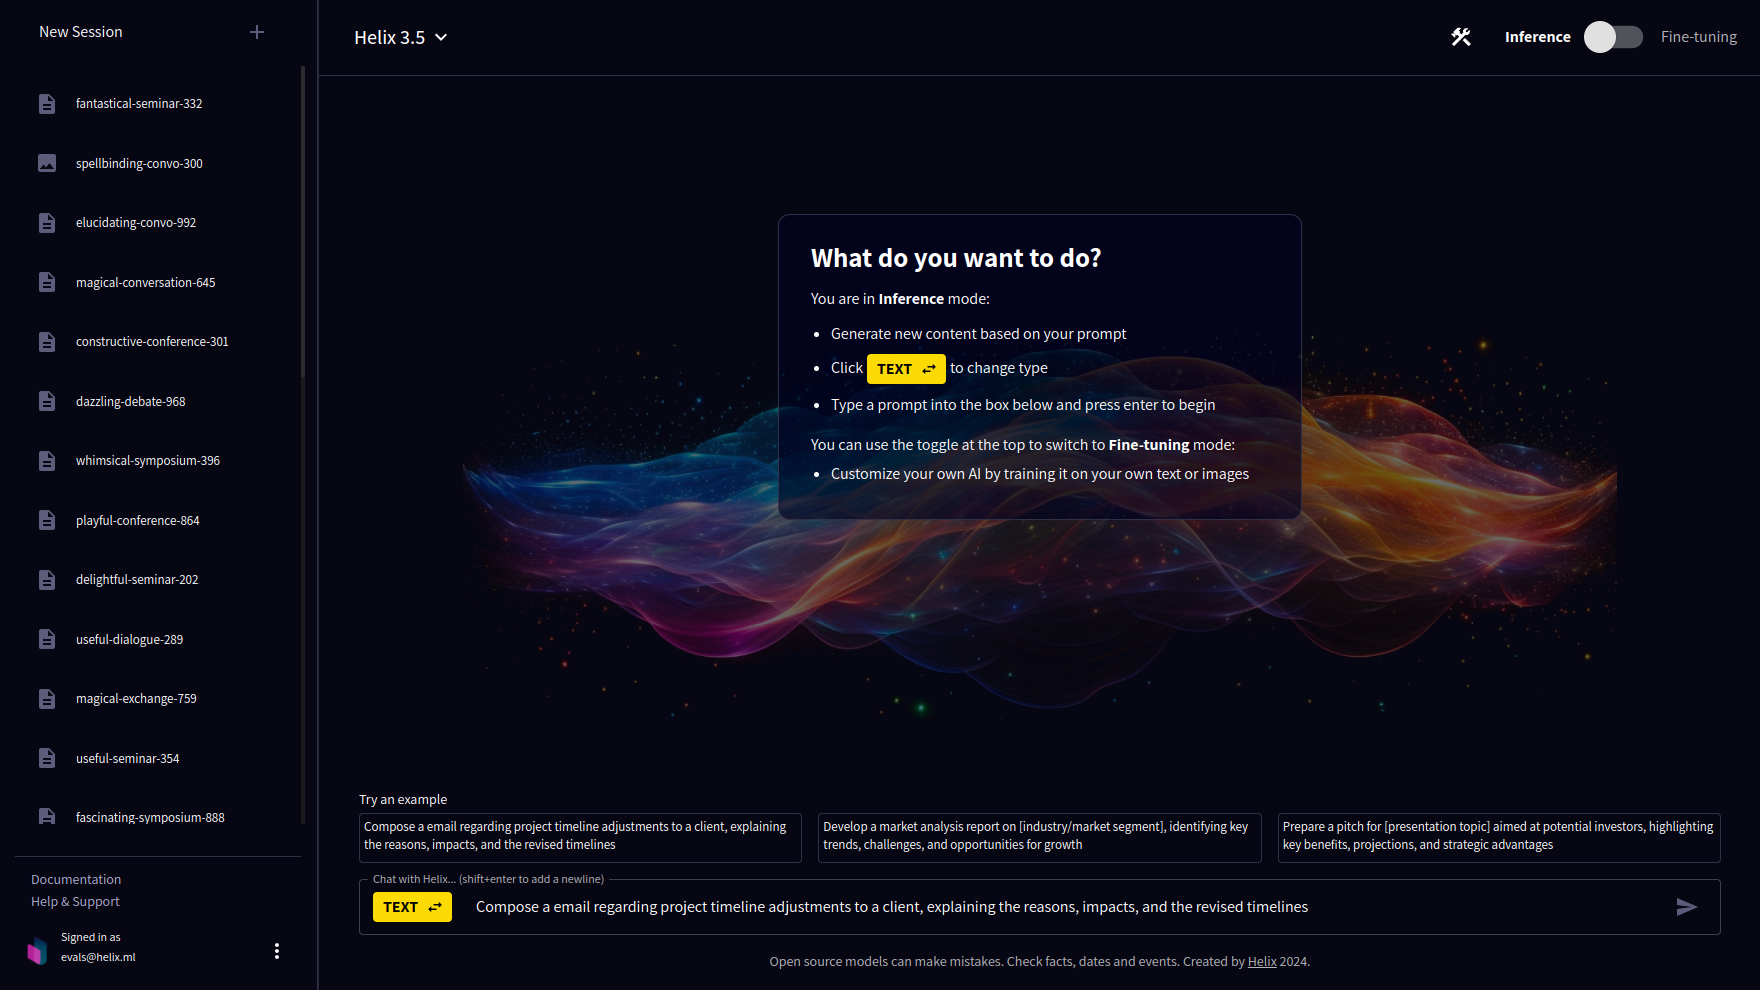 New Session
fantastical-seminar-332
spellbinding-convo-300
elucidating-convo-992
magical-conversation-645
constructive-conference-301
dazzling-debate-968
whimsical-symposium-396
playful-conference-864
delightful-seminar-202
useful-dialogue-289
magical-exchange-759
useful-seminar-354
fascinating-symposium-888
Documentation
Help & Support
Signed in as
evals@helix.ml
Helix 3.5
Inference
Fine-tuning
What do you want to do?
You are in Inference mode:
• Generate new content based on your prompt
• Click TEXT to change type
• Type a prompt into the box below and press enter to begin
You can use the toggle at the top to switch to Fine-tuning mode:
• Customize your own AI by training it on your own text or images
Try an example
Compose a email regarding project timeline adjustments to a client, explaining
the reasons, impacts, and the revised timelines
Develop a market analysis report on [industry/market segment], identifying key
trends, challenges, and opportunities for growth
Prepare a pitch for [presentation topic] aimed at potential investors, highlighting
key benefits, projections, and strategic advantages
Chat with Helix... (shift+enter to add a newline)
TEXT
Compose a email regarding project timeline adjustments to a client, explaining the reasons, impacts, and the revised timelines
Open source models can make mistakes. Check facts, dates and events. Created by Helix 2024.